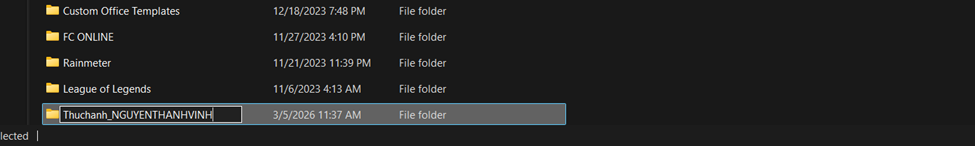 Custom Office Templates 12/18/2023 7:48 PM File folder
FC ONLINE 11/27/2023 4:10 PM File folder
Rainmeter 11/21/2023 11:39 PM File folder
League of Legends 11/6/2023 4:13 AM File folder
Thuchanh_NGUYENTHANHVINH 3/5/2026 11:37 AM File folder
lected